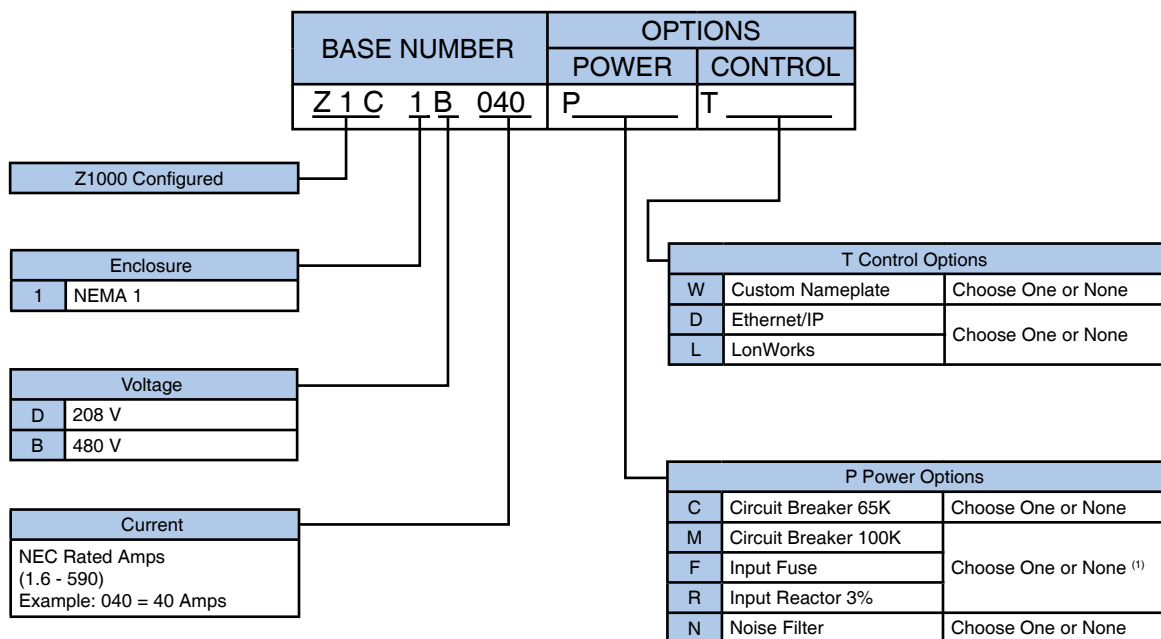 BASE NUMBER
OPTIONS
POWER
CONTROL
Z 1 C 1 B 040
P
T
Z1000 Configured
Enclosure
1 NEMA 1
Voltage
D 208 V
B 480 V
Current
NEC Rated Amps
(1.6 - 590)
Example: 040 = 40 Amps
T Control Options
W Custom Nameplate Choose One or None
D Ethernet/IP
Choose One or None
L LonWorks
P Power Options
C Circuit Breaker 65K Choose One or None
M Circuit Breaker 100K
F Input Fuse Choose One or None (1)
R Input Reactor 3%
N Noise Filter Choose One or None